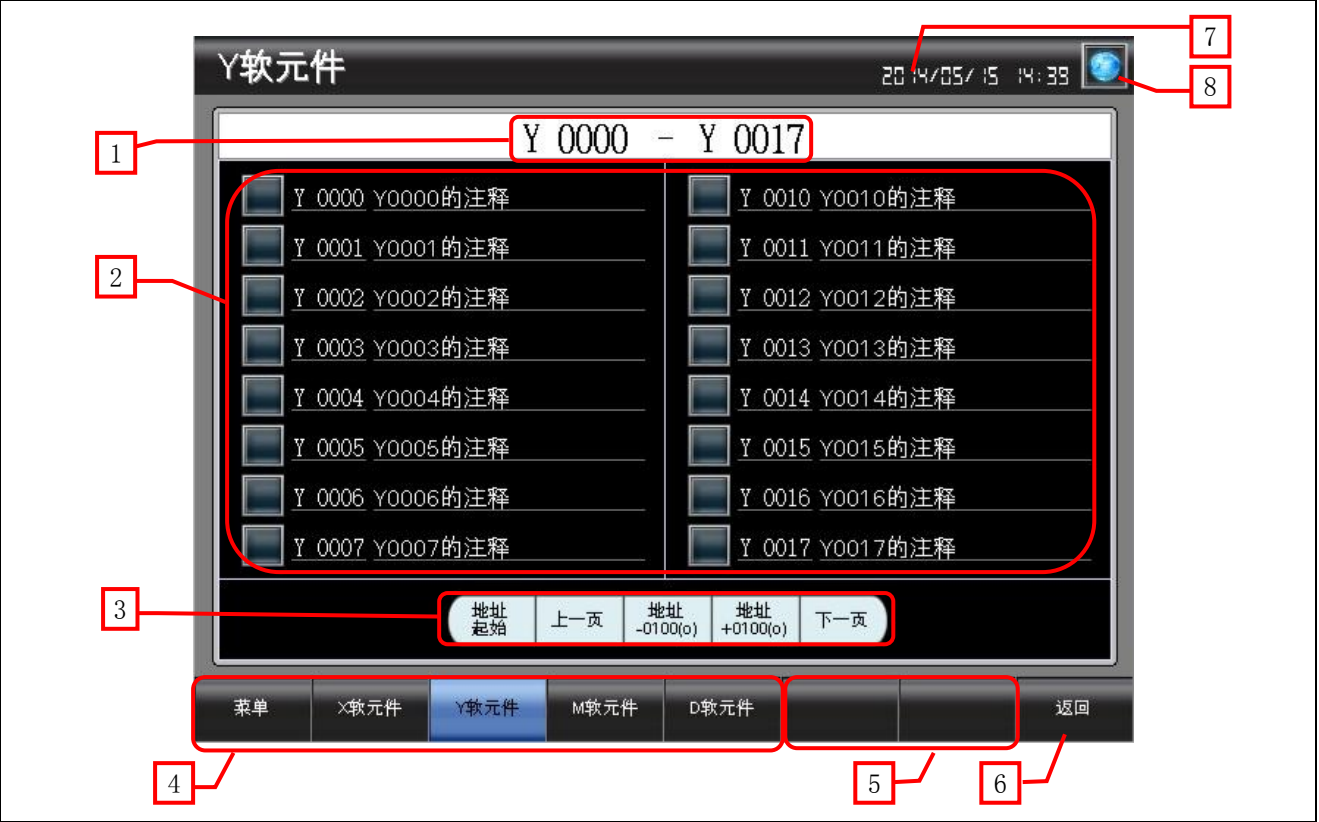 7
Y软元件
2014/05/15 14:39
8
Y 0000 - Y 0017
1
Y 0000 Y0000的注释
Y 0001 Y0001的注释
Y 0002 Y0002的注释
Y 0003 Y0003的注释
Y 0004 Y0004的注释
Y 0005 Y0005的注释
Y 0006 Y0006的注释
Y 0007 Y0007的注释
Y 0010 Y0010的注释
Y 0011 Y0011的注释
Y 0012 Y0012的注释
Y 0013 Y0013的注释
Y 0014 Y0014的注释
Y 0015 Y0015的注释
Y 0016 Y0016的注释
Y 0017 Y0017的注释
2
3
地址
起始
上一页
地址
-0100(o)
地址
+0100(o)
下一页
菜单
X软元件
Y软元件
M软元件
D软元件
返回
4
5
6